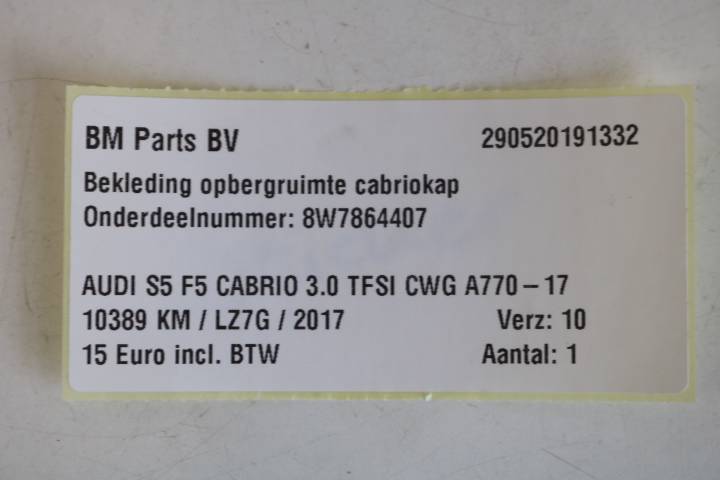 BM Parts BV 290520191332
Bekleding opbergruimte cabriokap
Onderdeelnummer: 8W7864407
AUDI S5 F5 CABRIO 3.0 TFSI CWG A770 – 17
10389 KM / LZ7G / 2017 Verz: 10
15 Euro incl. BTW Aantal: 1